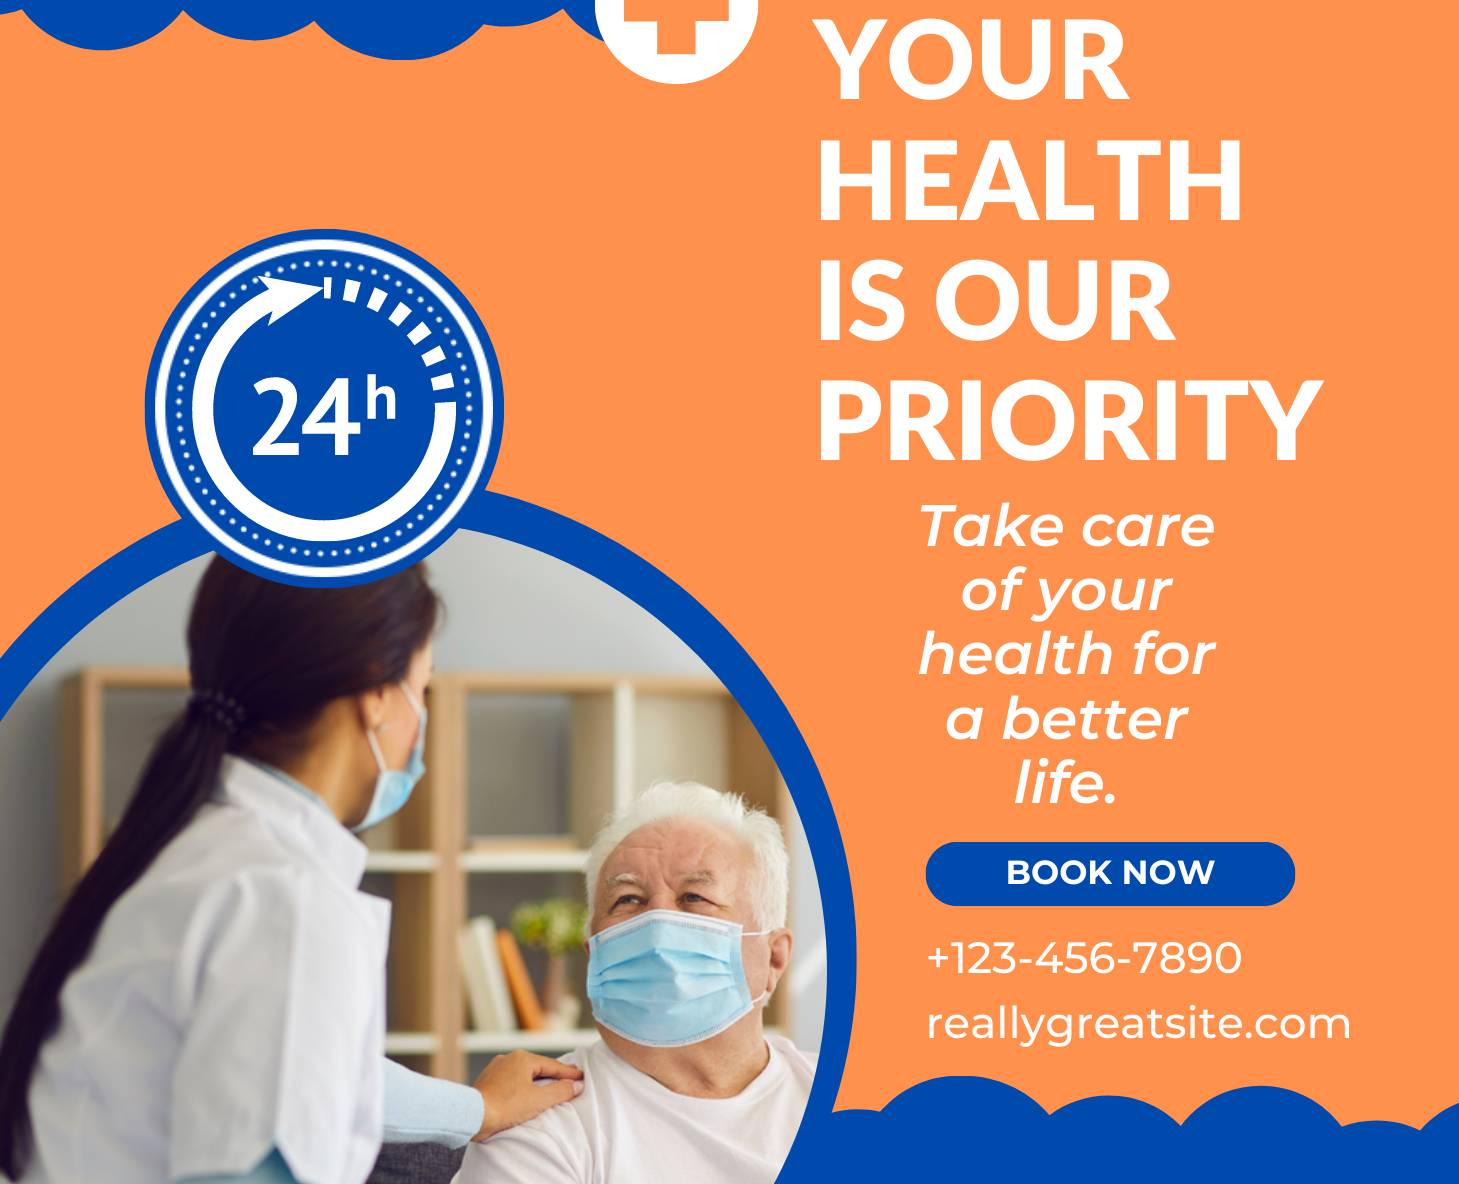 YOUR
HEALTH
IS OUR
PRIORITY
24h
Take care
of your
health for
a better
life.
BOOK NOW
+123-456-7890
reallygreatsite.com